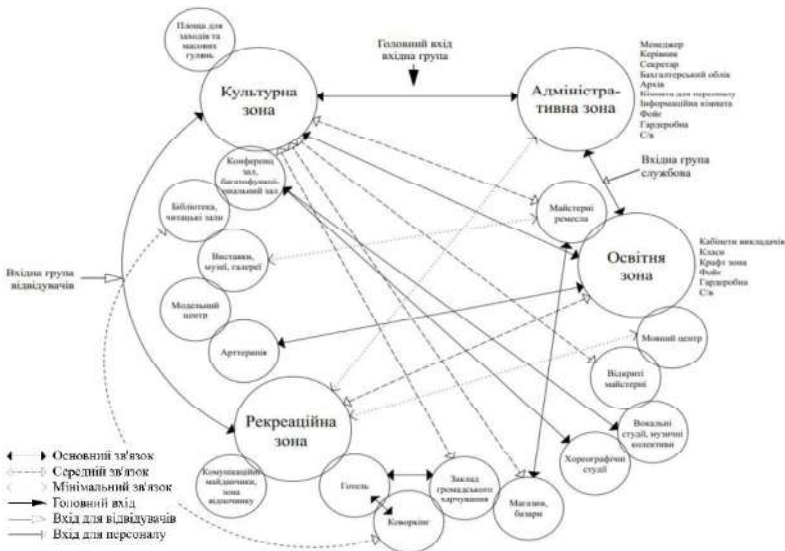 Площа для
заходів та
масових
гулянь
Культурна
зона
Головний вхід
вхідна група
Адміністра-
тивна зона
Менеджер
Керівник
Секретар
Бахгалтерський облік
Архів
Кімнати для персоналу
Інформаційна кімната
Фойє
Гардеробна
С/в
Вхідна група
службова
Конференц
зал,
багатофункці-
ональний зал
Бібліотека,
читацькі зали
Майстерні
ремесла
Виставки,
музеї, галереї
Освітня
зона
Кабінети викладачів
Класи
Крафт зона
Фойє
Гардеробна
С/в
Вхідна група
відвідувачів
Модельний
центр
Арттерапія
Мовний центр
Відкриті
майстерні
Рекреаційна
зона
Вокальні
студії, музичні
колективи
Хореографічні
студії
Комунікаційні
майданчики,
зона
відпочинку
Готель
Заклад
громадського
харчування
Магазин,
базари
Коворкінг
Основний зв'язок
Середній зв'язок
Мінімальний зв'язок
Головний вхід
Вхід для відвідувачів
Вхід для персоналу